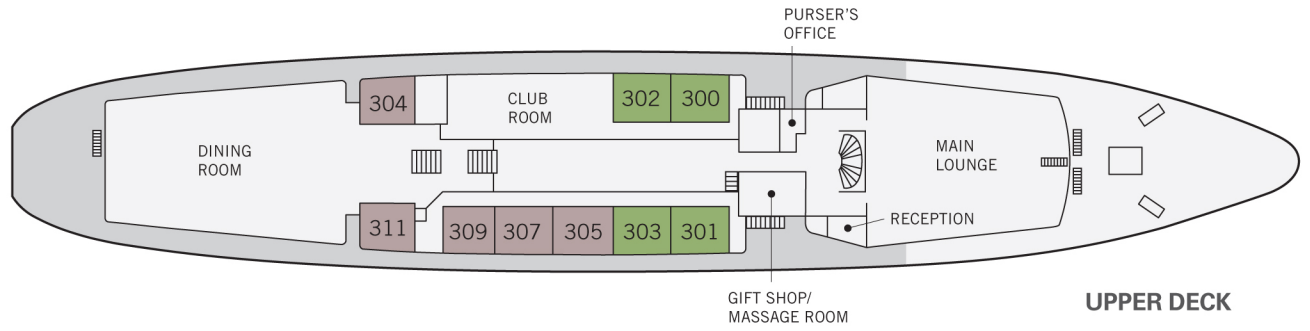 PURSER'S
OFFICE
304
CLUB
ROOM
302
300
DINING
ROOM
MAIN
LOUNGE
311
309
307
305
303
301
RECEPTION
GIFT SHOP/
MASSAGE ROOM
UPPER DECK